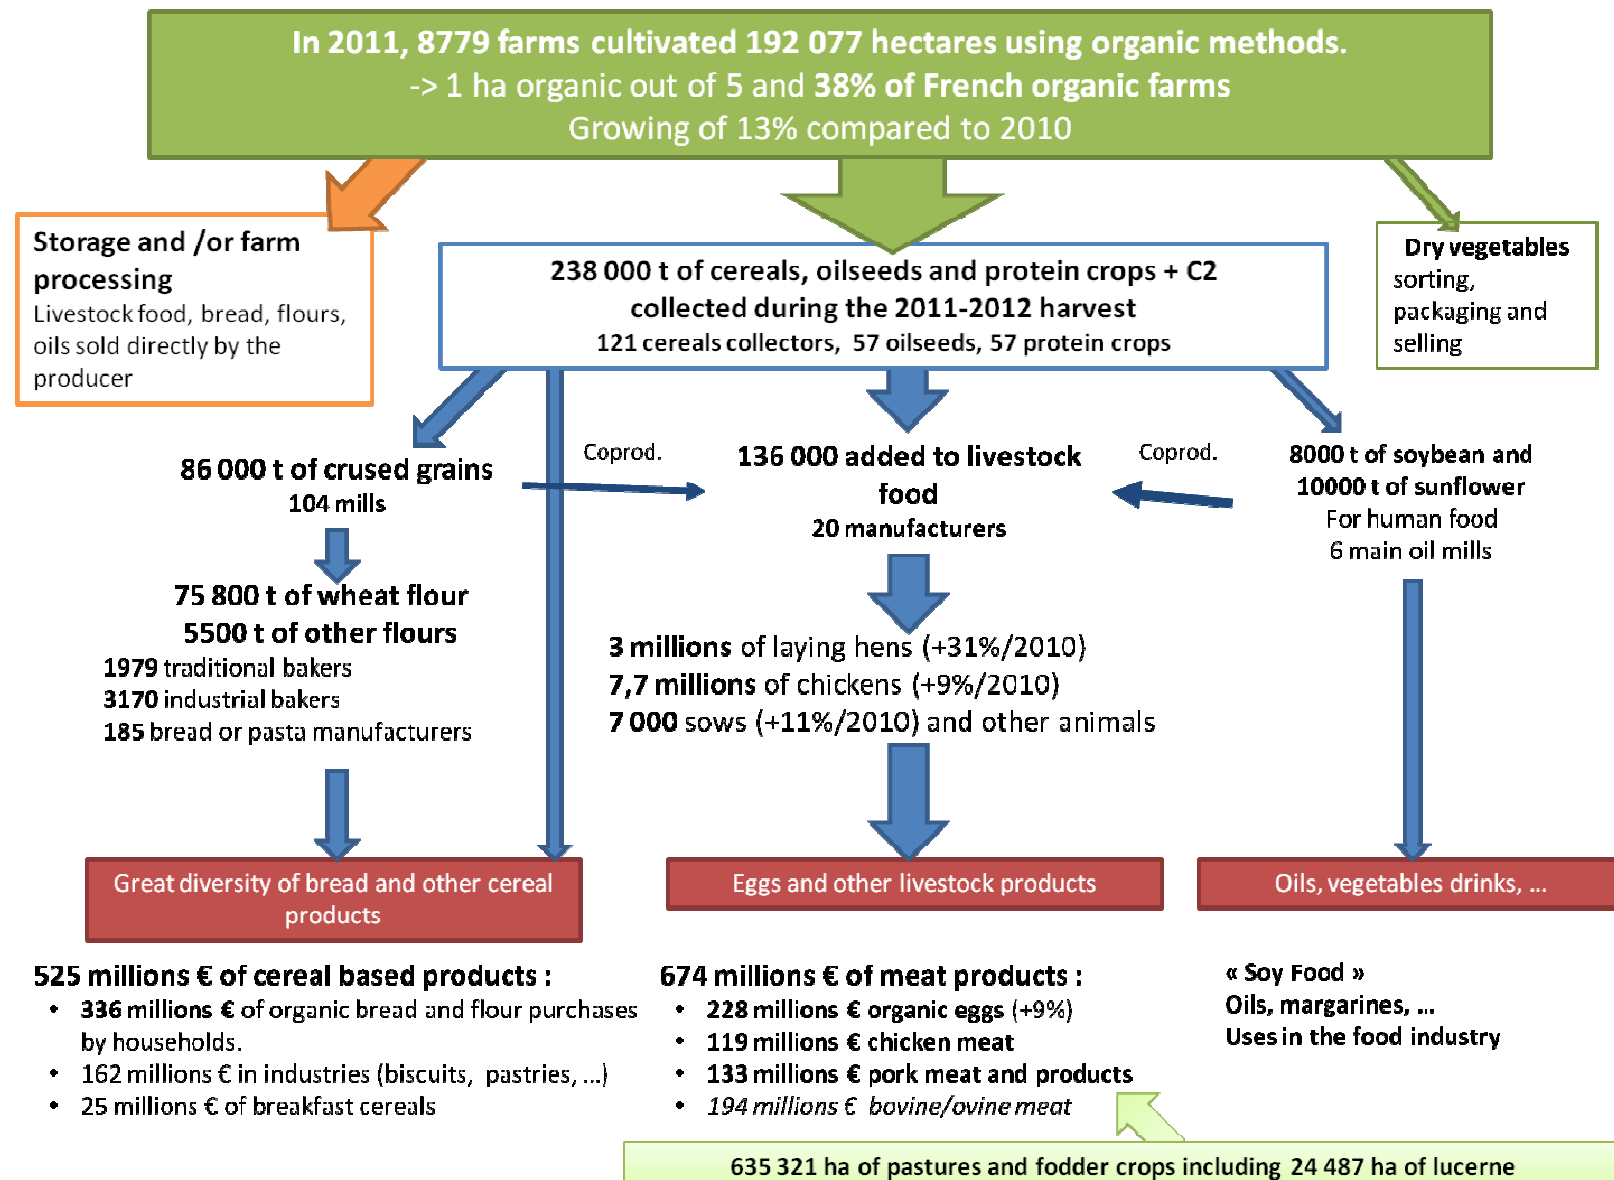 In 2011, 8779 farms cultivated 192 077 hectares using organic methods.
-> 1 ha organic out of 5 and 38% of French organic farms
Growing of 13% compared to 2010
Storage and /or farm
processing
Livestock food, bread, flours,
oils sold directly by the
producer
238 000 t of cereals, oilseeds and protein crops + C2
collected during the 2011-2012 harvest
121 cereals collectors, 57 oilseeds, 57 protein crops
Dry vegetables
sorting,
packaging and
selling
86 000 t of crused grains
104 mills
Coprod.
136 000 added to livestock
food
20 manufacturers
Coprod.
8000 t of soybean and
10000 t of sunflower
For human food
6 main oil mills
75 800 t of wheat flour
5500 t of other flours
1979 traditional bakers
3170 industrial bakers
185 bread or pasta manufacturers
3 millions of laying hens (+31%/2010)
7,7 millions of chickens (+9%/2010)
7 000 sows (+11%/2010) and other animals
Great diversity of bread and other cereal
products
Eggs and other livestock products
Oils, vegetables drinks, ...
525 millions € of cereal based products :
• 336 millions € of organic bread and flour purchases
by households.
• 162 millions € in industries (biscuits, pastries, ...)
• 25 millions € of breakfast cereals
674 millions € of meat products :
• 228 millions € organic eggs (+9%)
• 119 millions € chicken meat
• 133 millions € pork meat and products
• 194 millions € bovine/ovine meat
« Soy Food »
Oils, margarines, ...
Uses in the food industry
635 321 ha of pastures and fodder crops including 24 487 ha of lucerne